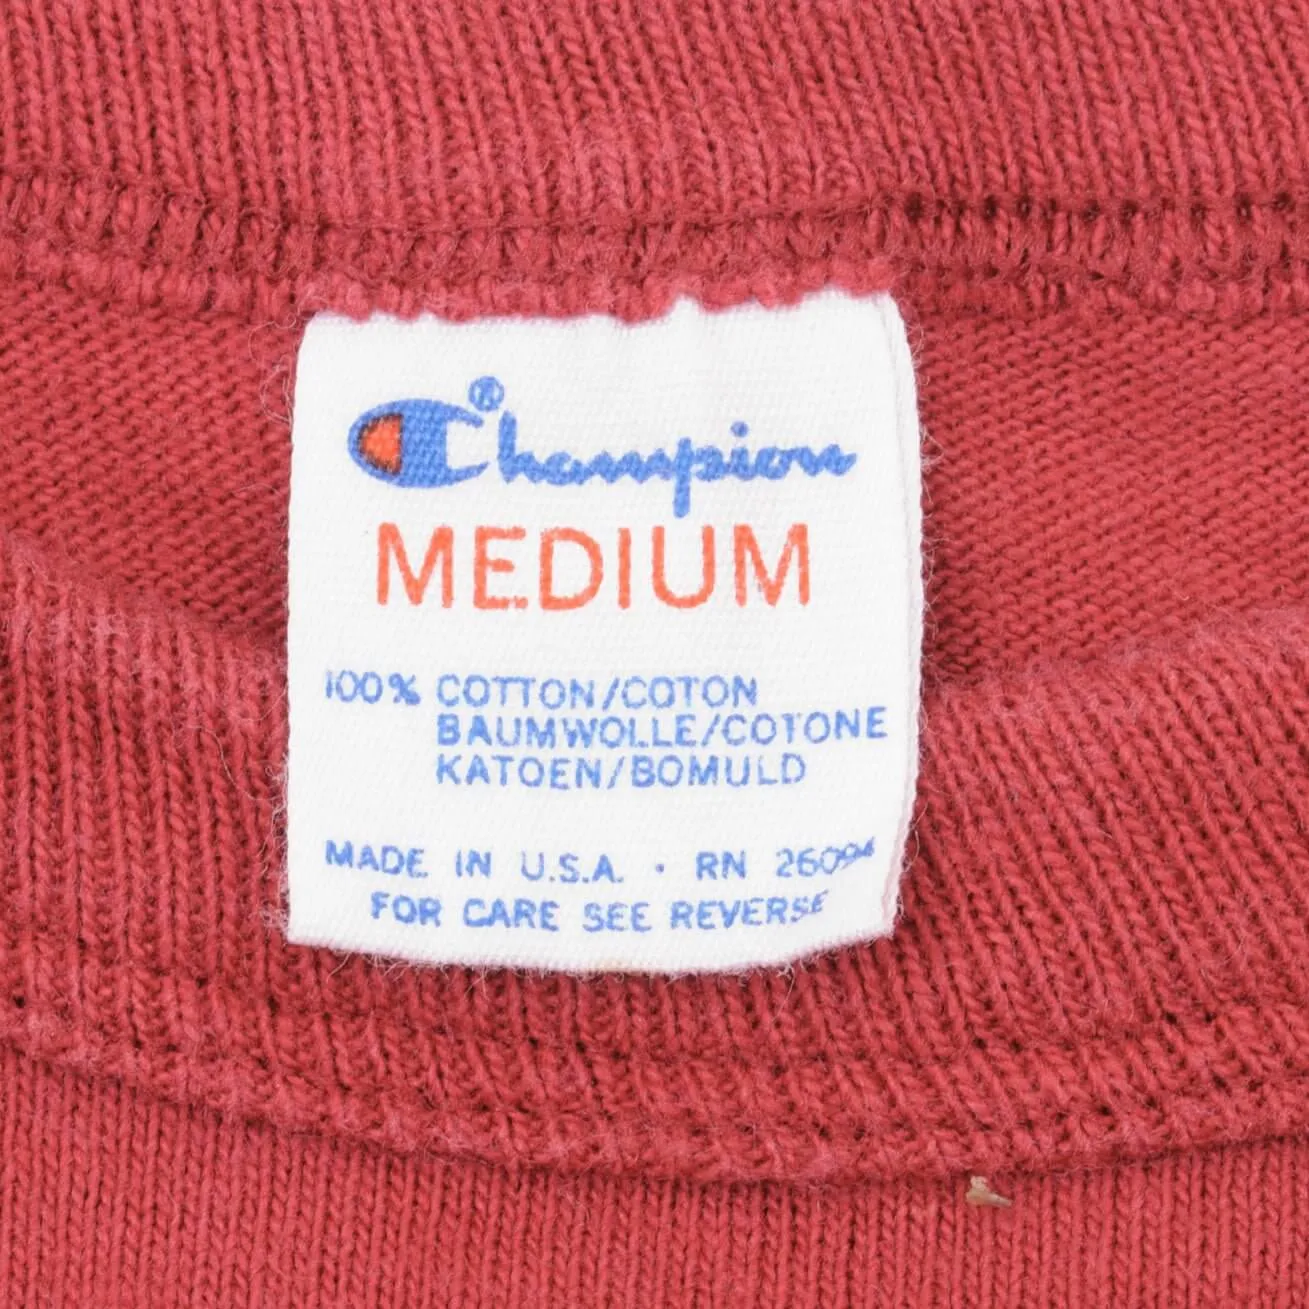 Champion®
MEDIUM
100% COTTON/COTON
BAUMWOLLE/COTONE
KATOEN/BOMULD
MADE IN U.S.A. · RN 26094
FOR CARE SEE REVERSE